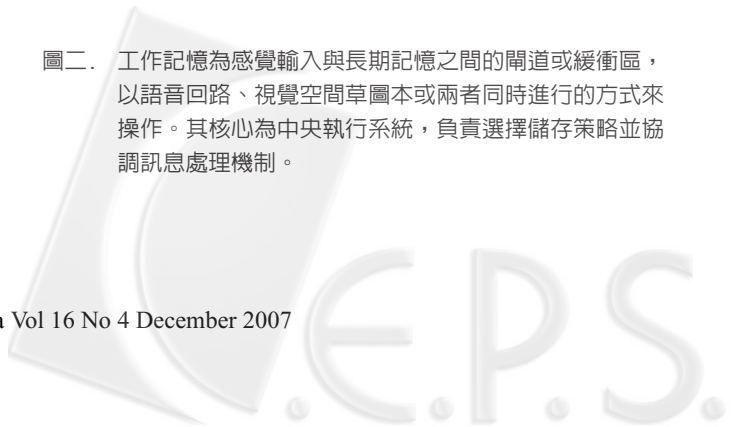 圖二. 工作記憶為感覺輸入與長期記憶之間的閘道或緩衝區，
以語音回路、視覺空間草圖本或兩者同時進行的方式來
操作。其核心為中央執行系統，負責選擇儲存策略並協
調訊息處理機制。
a Vol 16 No 4 December 2007
C.E.P.S.